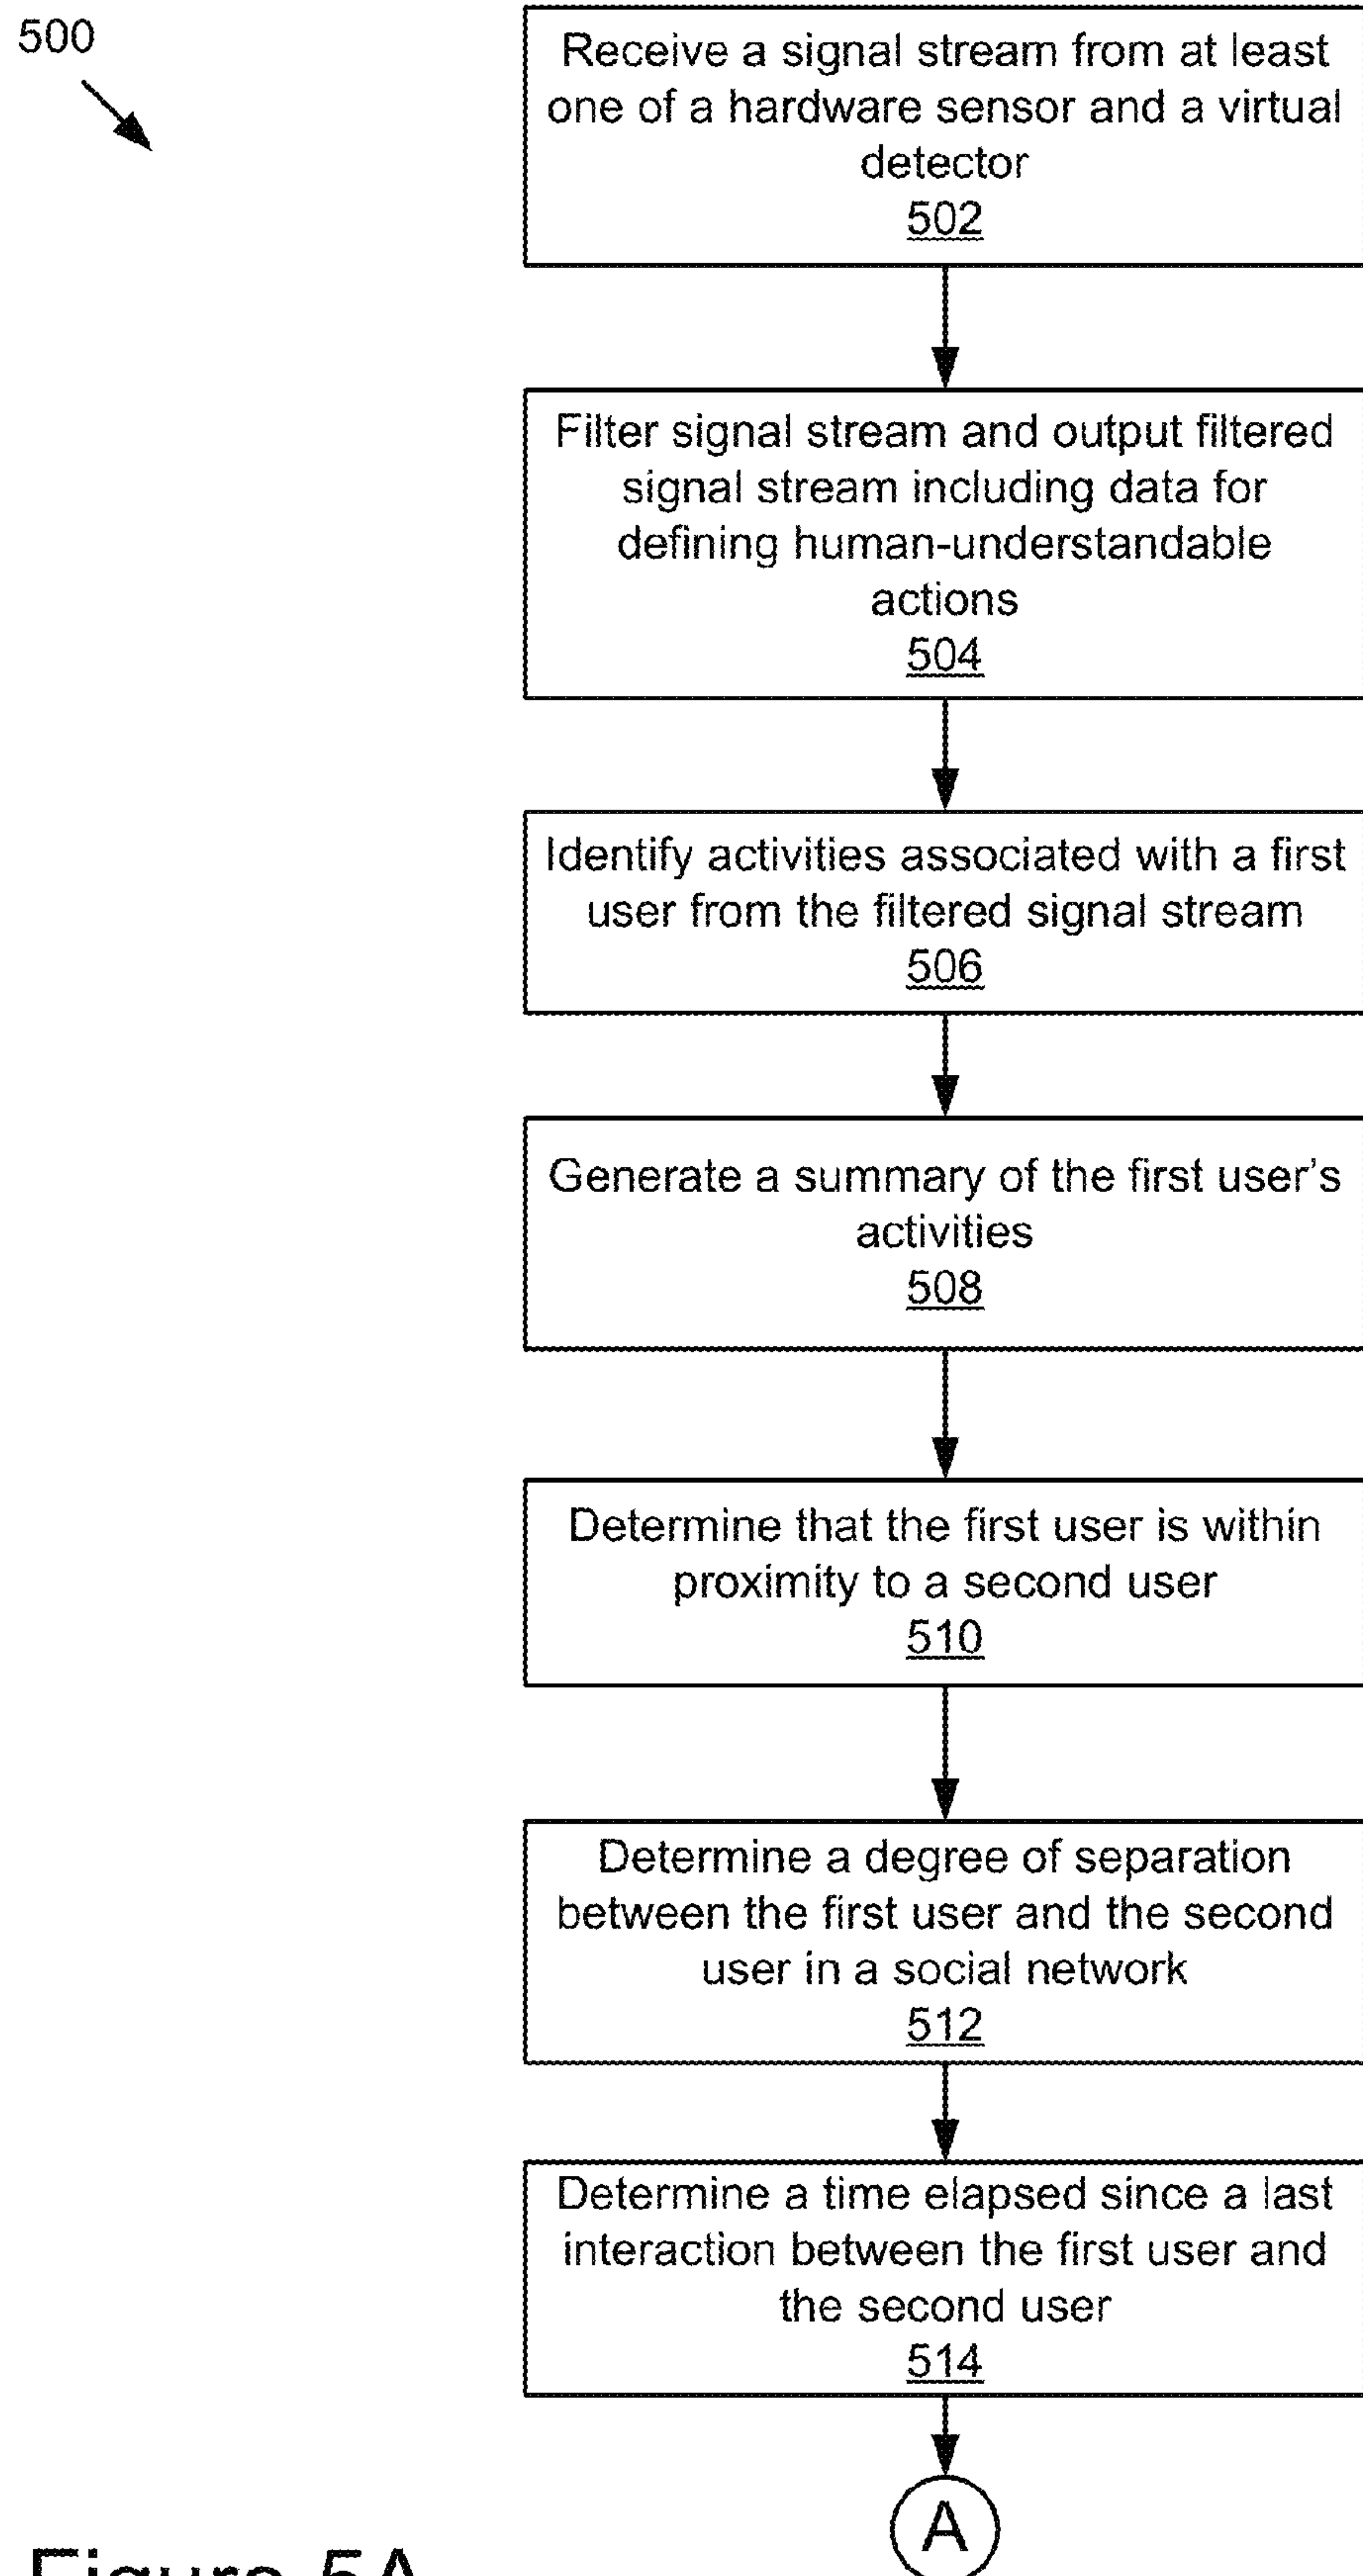 500
Receive a signal stream from at least
one of a hardware sensor and a virtual
detector
502
Filter signal stream and output filtered
signal stream including data for
defining human-understandable
actions
504
Identify activities associated with a first
user from the filtered signal stream
506
Generate a summary of the first user’s
activities
508
Determine that the first user is within
proximity to a second user
510
Determine a degree of separation
between the first user and the second
user in a social network
512
Determine a time elapsed since a last
interaction between the first user and
the second user
514
A
Figure 5A